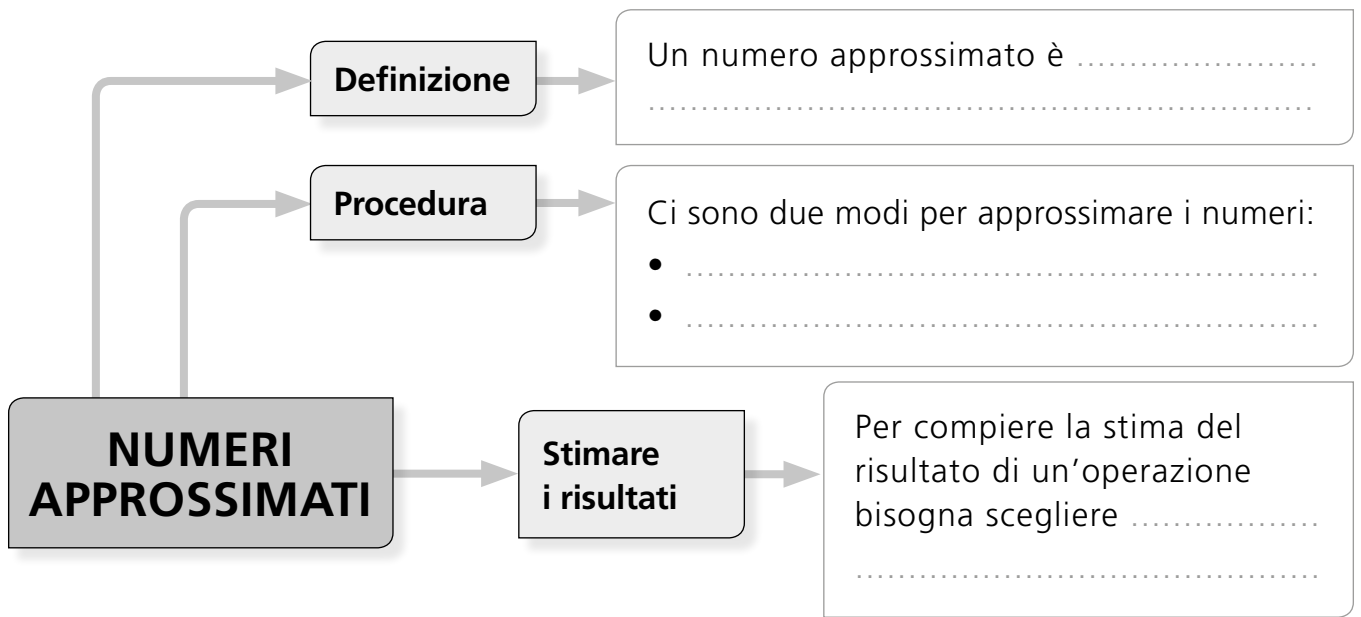 Definizione
Un numero approssimato è ......................
..................................................................
Procedura
Ci sono due modi per approssimare i numeri:
• ...............................................................
• ...............................................................
NUMERI
APPROSSIMATI
Stimare
i risultati
Per compiere la stima del
risultato di un’operazione
bisogna scegliere ..................
..............................................